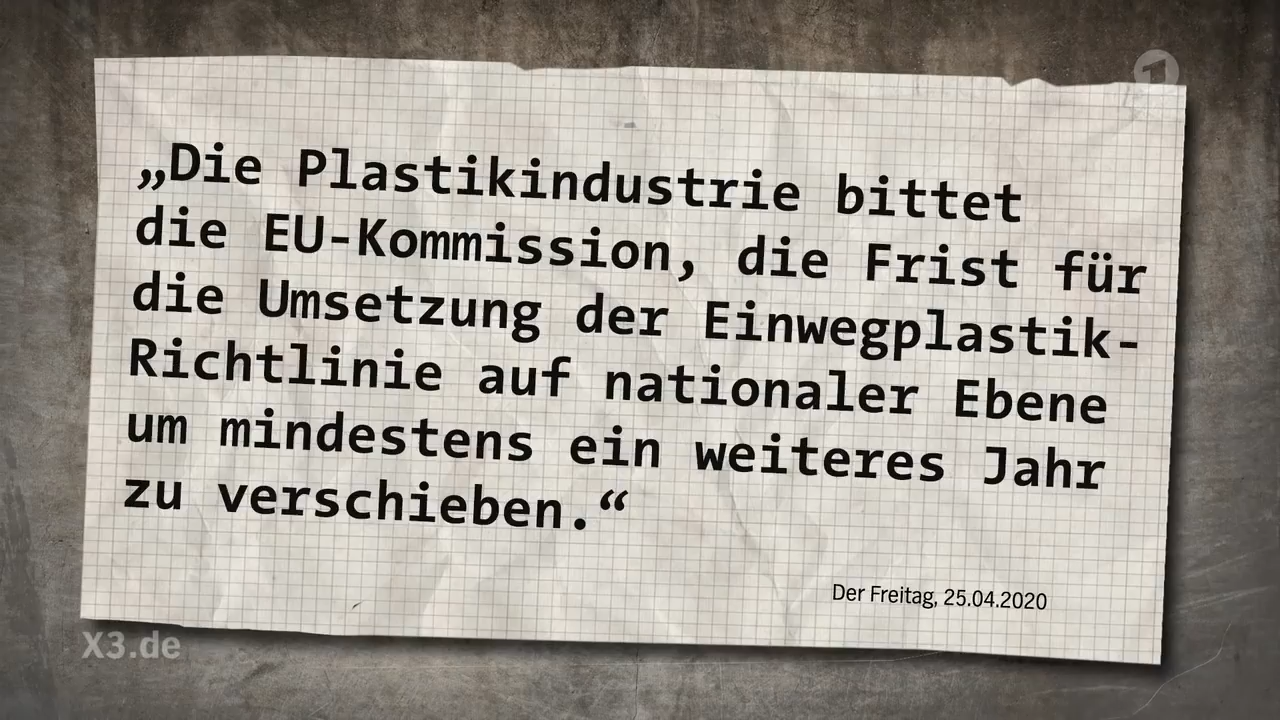 1
„Die Plastikindustrie bittet
die EU-Kommission, die Frist für
die Umsetzung der Einwegplastik-
Richtlinie auf nationaler Ebene
um mindestens ein weiteres Jahr
zu verschieben.“
Der Freitag, 25.04.2020
X3.de